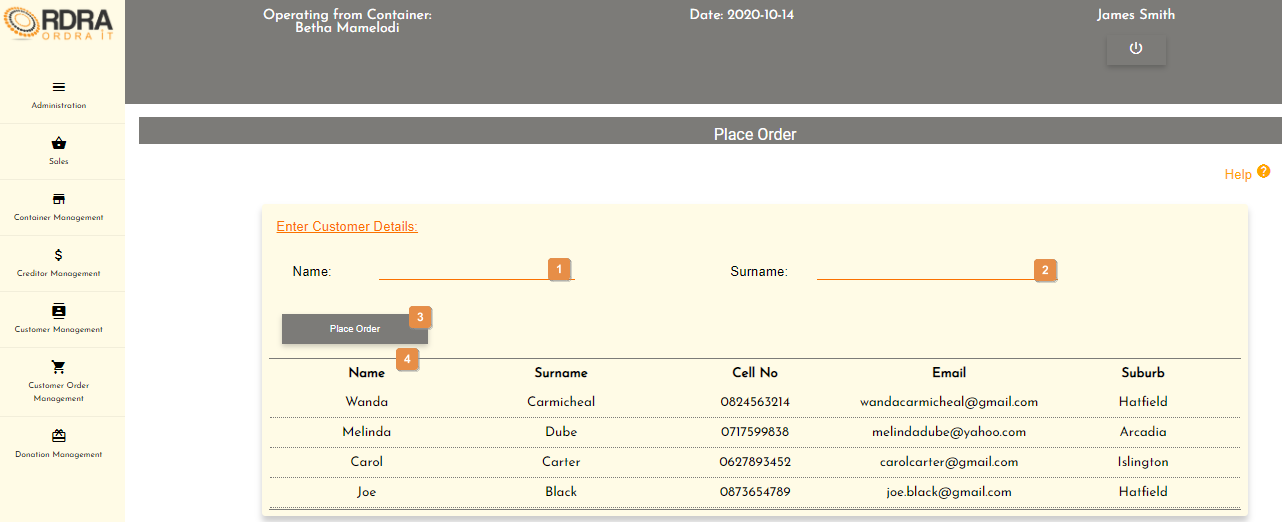 ORDRA
ORDRA IT
Operating from Container:
Betha Mamelodi
Date: 2020-10-14
James Smith
Administration
Sales
Container Management
Creditor Management
Customer Management
Customer Order
Management
Donation Management
Place Order
Help ?
Enter Customer Details:
Name: 1 Surname: 2
Place Order 3
4
Name Surname Cell No Email Suburb
Wanda Carmicheal 0824563214 wandacarmicheal@gmail.com Hatfield
Melinda Dube 0717599838 melindadube@yahoo.com Arcadia
Carol Carter 0627893452 carolcarter@gmail.com Islington
Joe Black 0873654789 joe.black@gmail.com Hatfield